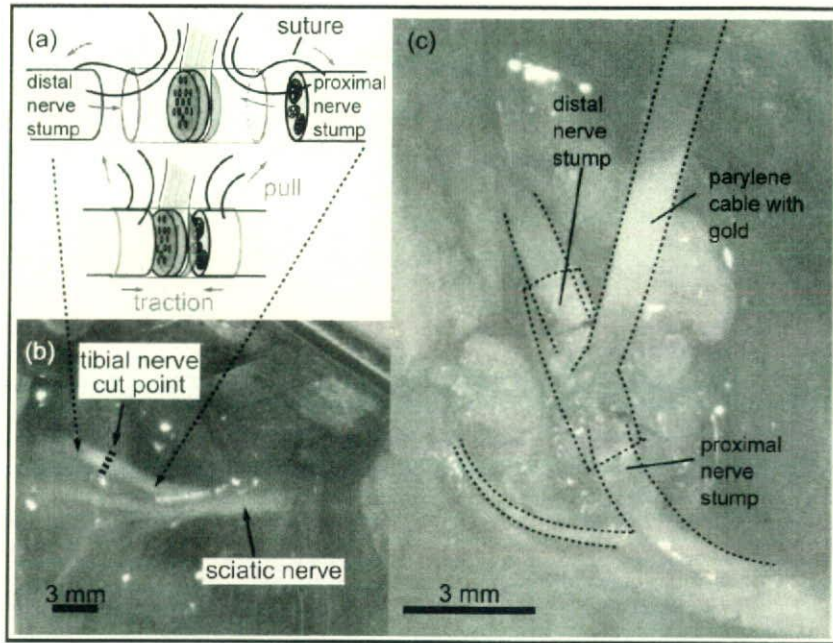 (a)
suture
distal
nerve
stump
proximal
nerve
stump
pull
traction
(b)
tibial nerve
cut point
sciatic nerve
3 mm
(c)
distal
nerve
stump
parylene
cable with
gold
proximal
nerve
stump
3 mm